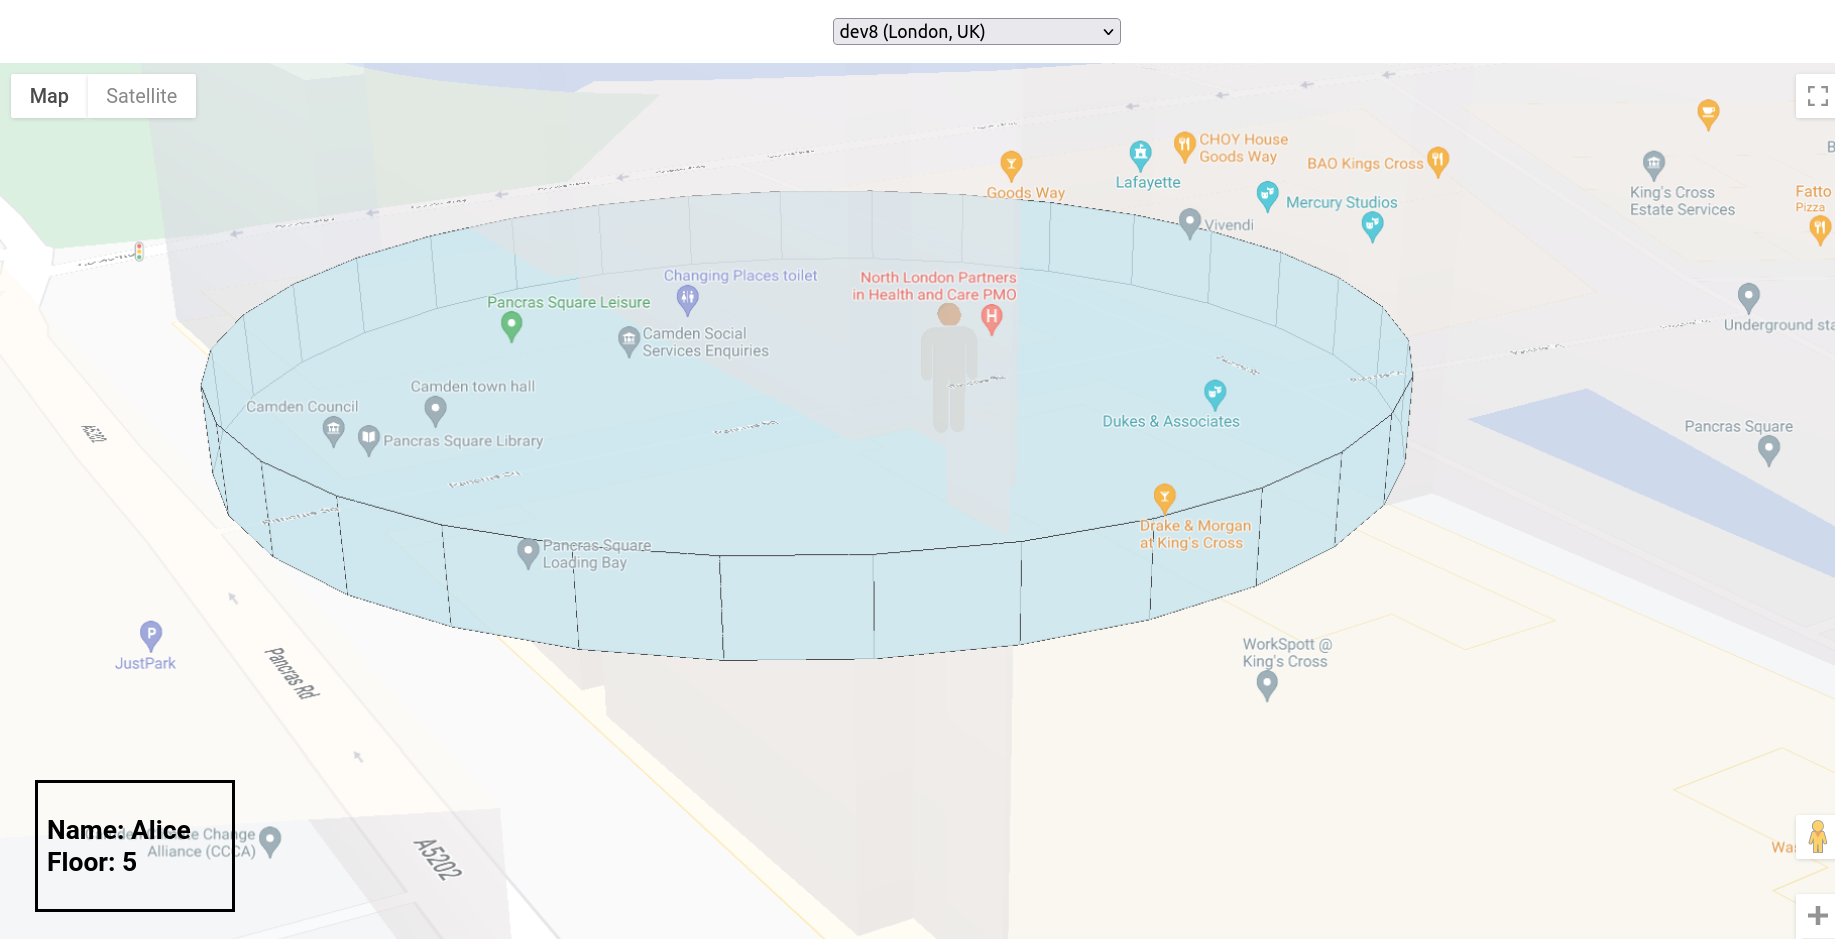 dev8 (London, UK)
Map
Satellite
CHOY House
Goods Way
BAO Kings Cross
Goods Way
Lafayette
Mercury Studios
King's Cross
Estate Services
Fatto
Pizza
Vivendi
Changing Places toilet
North London Partners
in Health and Care PMO
Pancras Square Leisure
Camden Social
Services Enquiries
Underground sta
Camden town hall
Camden Council
Pancras Square Library
Dukes & Associates
Pancras Square
A5202
Drake & Morgan
at King's Cross
Pancras Square
Loading Bay
JustPark
Pancras Rd
WorkSpott @
King's Cross
Name: Alice
Floor: 5
Change
Alliance (CCCA)
A5202
Was